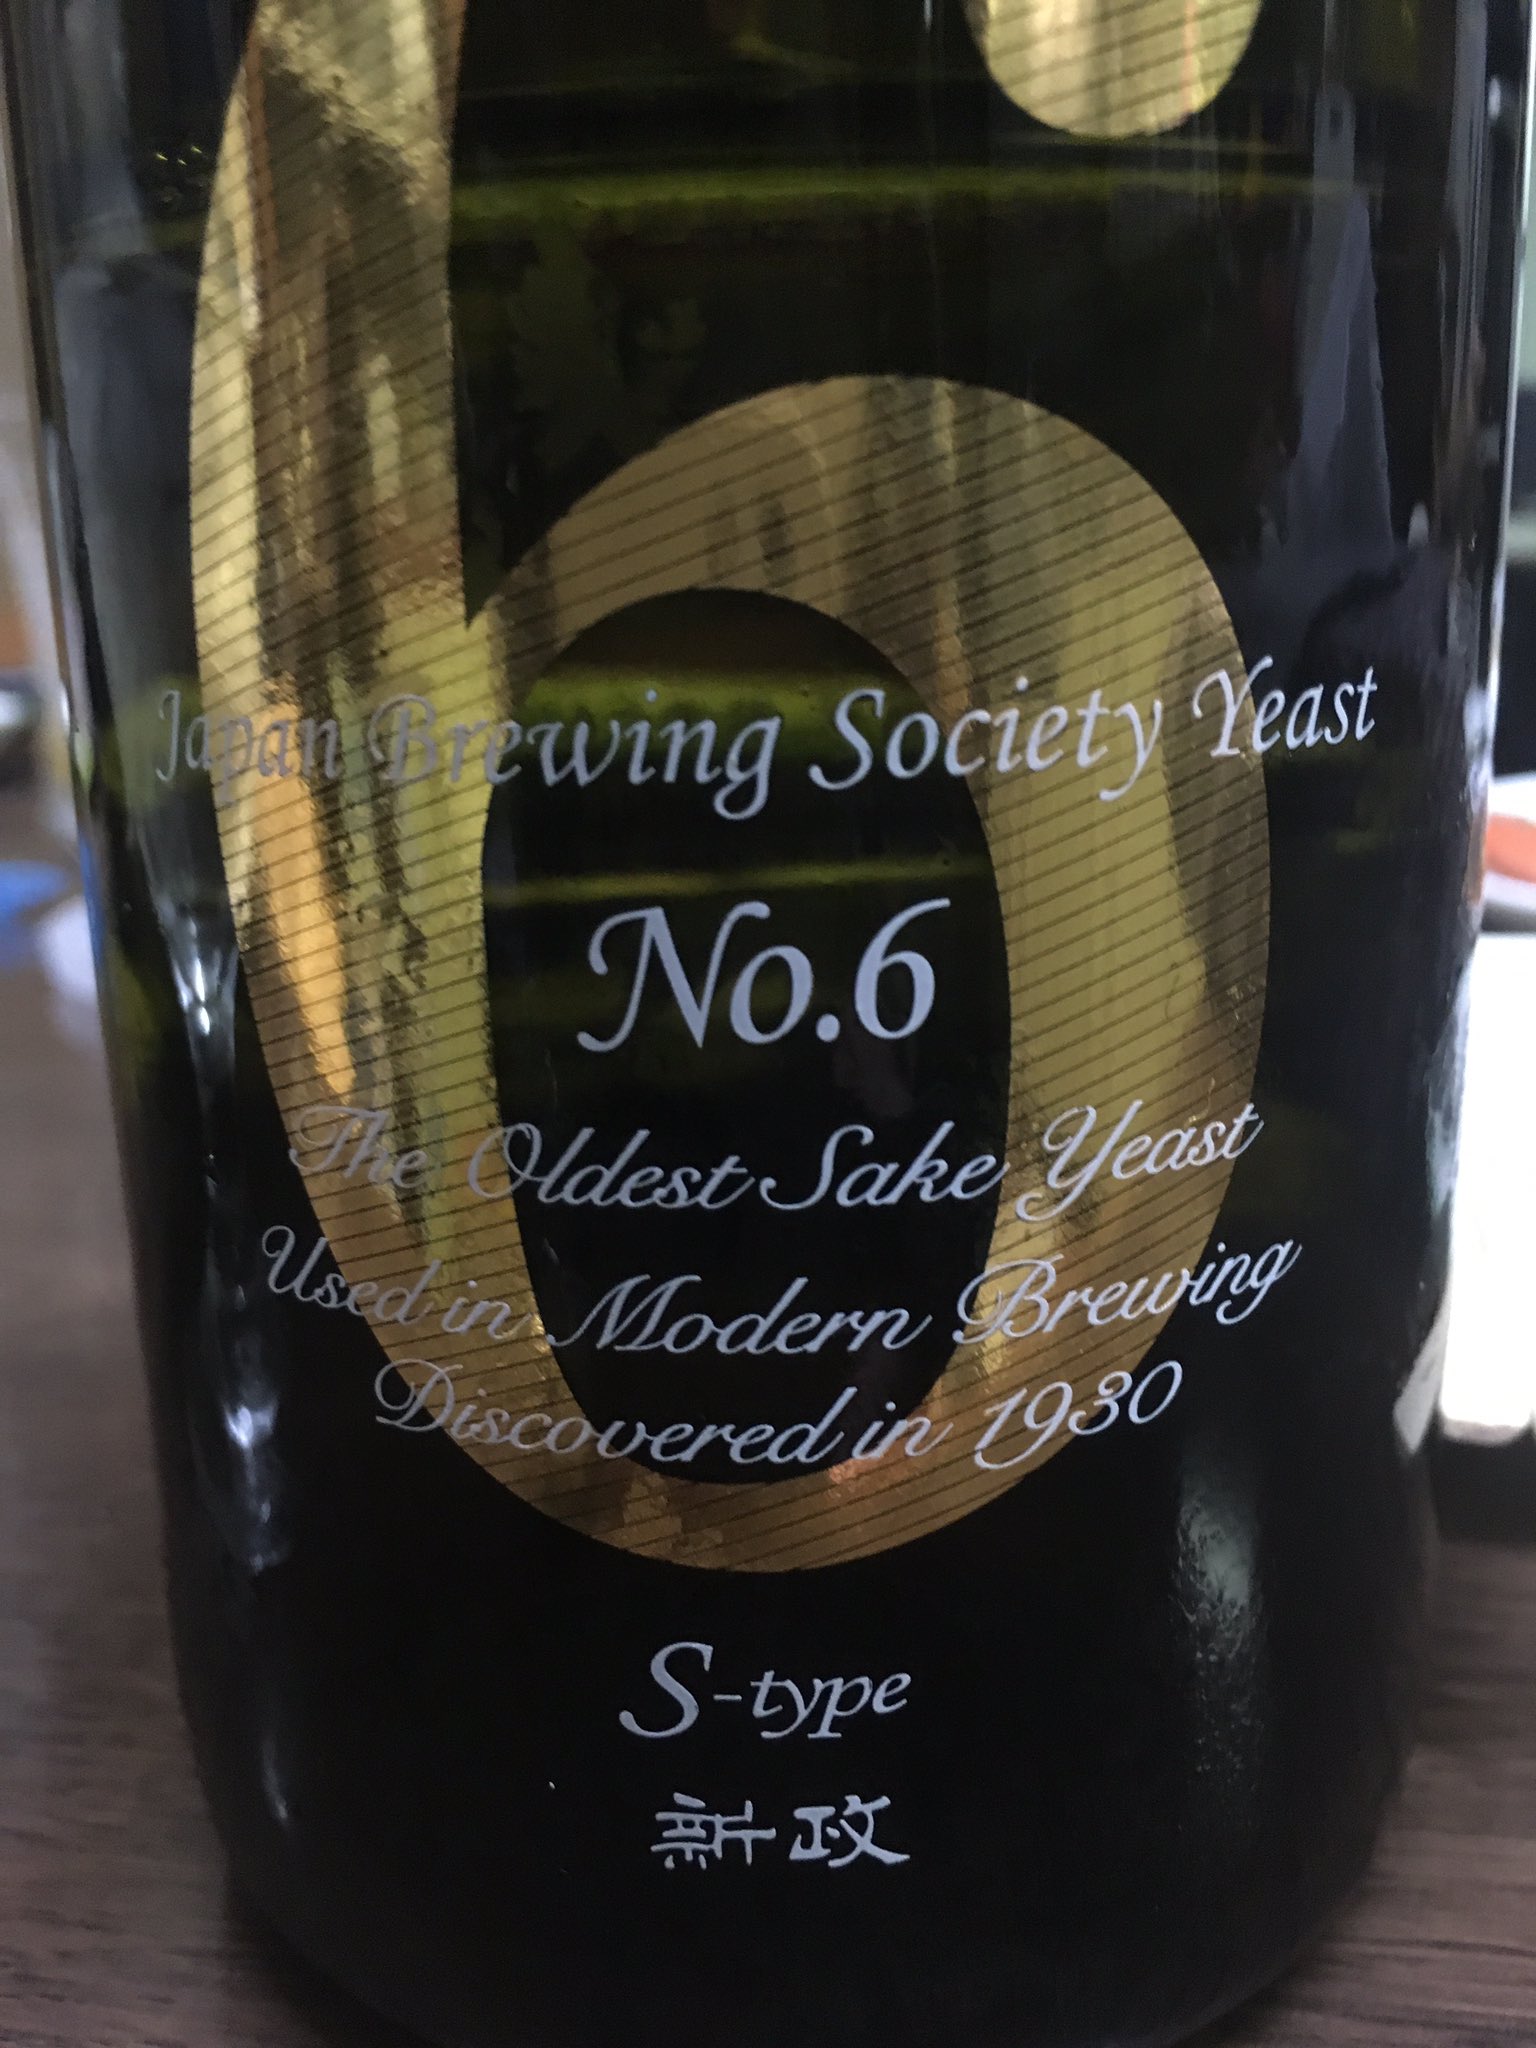 6
Japan Brewing Society Yeast
No.6
The Oldest Sake Yeast
Used in Modern Brewing
Discovered in 1930
S-type
新政